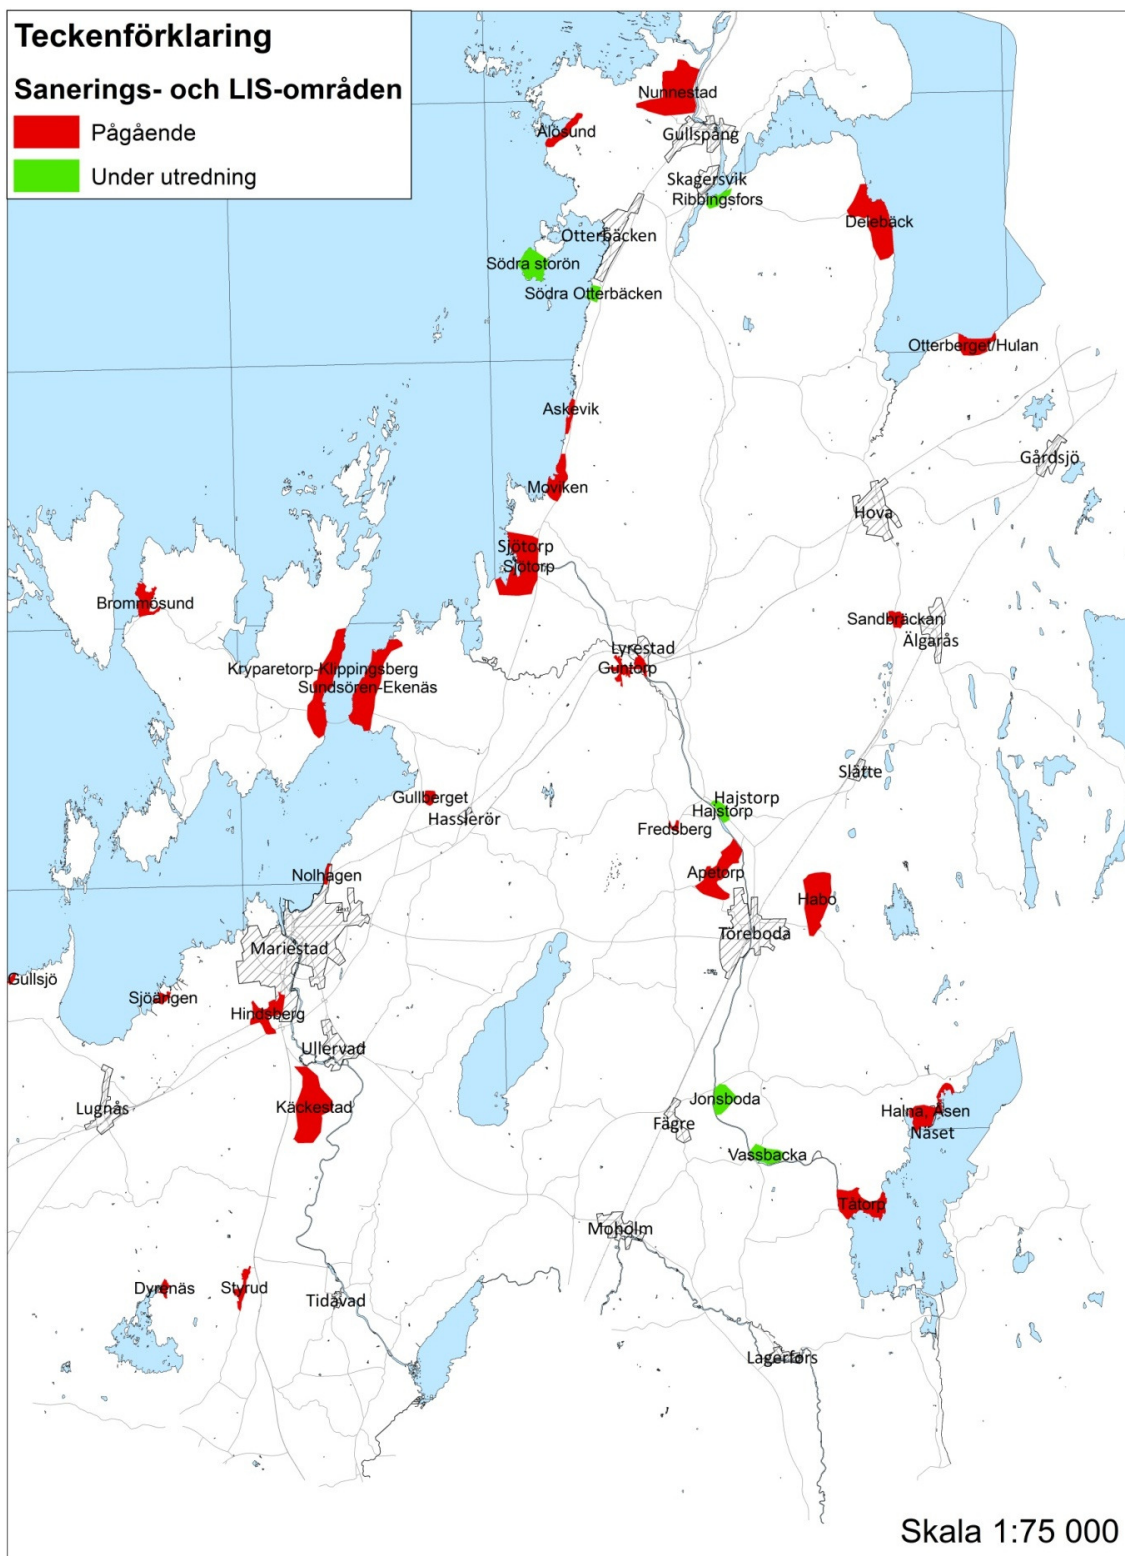 Teckenförklaring
Sanerings- och LIS-områden
Pågående
Under utredning
Nunnestad
Ålösund
Gullspång
Skagersvik
Ribbingsfors
Delebäck
Otterbäcken
Södra storön
Södra Otterbäcken
Otterberget/Hulan
Askevik
Gårdsjö
Moviken
Hova
Sjötorp
Sjötorp
Brommösund
Sandbräckan
Älgarås
Lyrestad
Guntorp
Kryparetorp-Klippingsberg
Sundsören-Ekenäs
Slätte
Gullberget
Hajstorp
Hajstorp
Hasslerör
Fredsberg
Nolhagen
Apetorp
Habo
Töreboda
Mariestad
Gullsjö
Sjöängen
Hindsberg
Ullervad
Jonsboda
Lugnås
Käckestad
Halna, Åsen
Fägre
Näset
Vassbacka
Tåtorp
Moholm
Dyrenäs
Styrud
Tidavad
Lagerfors
Skala 1:75 000